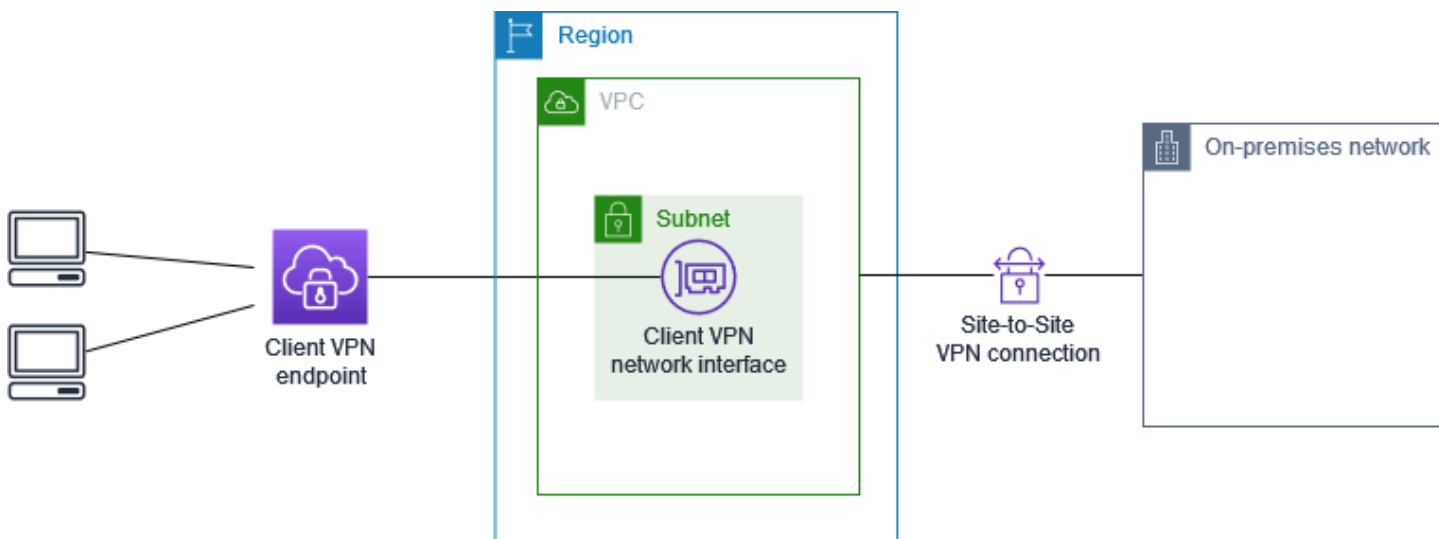 Region
VPC
On-premises network
Subnet
Client VPN
endpoint
Client VPN
network interface
Site-to-Site
VPN connection